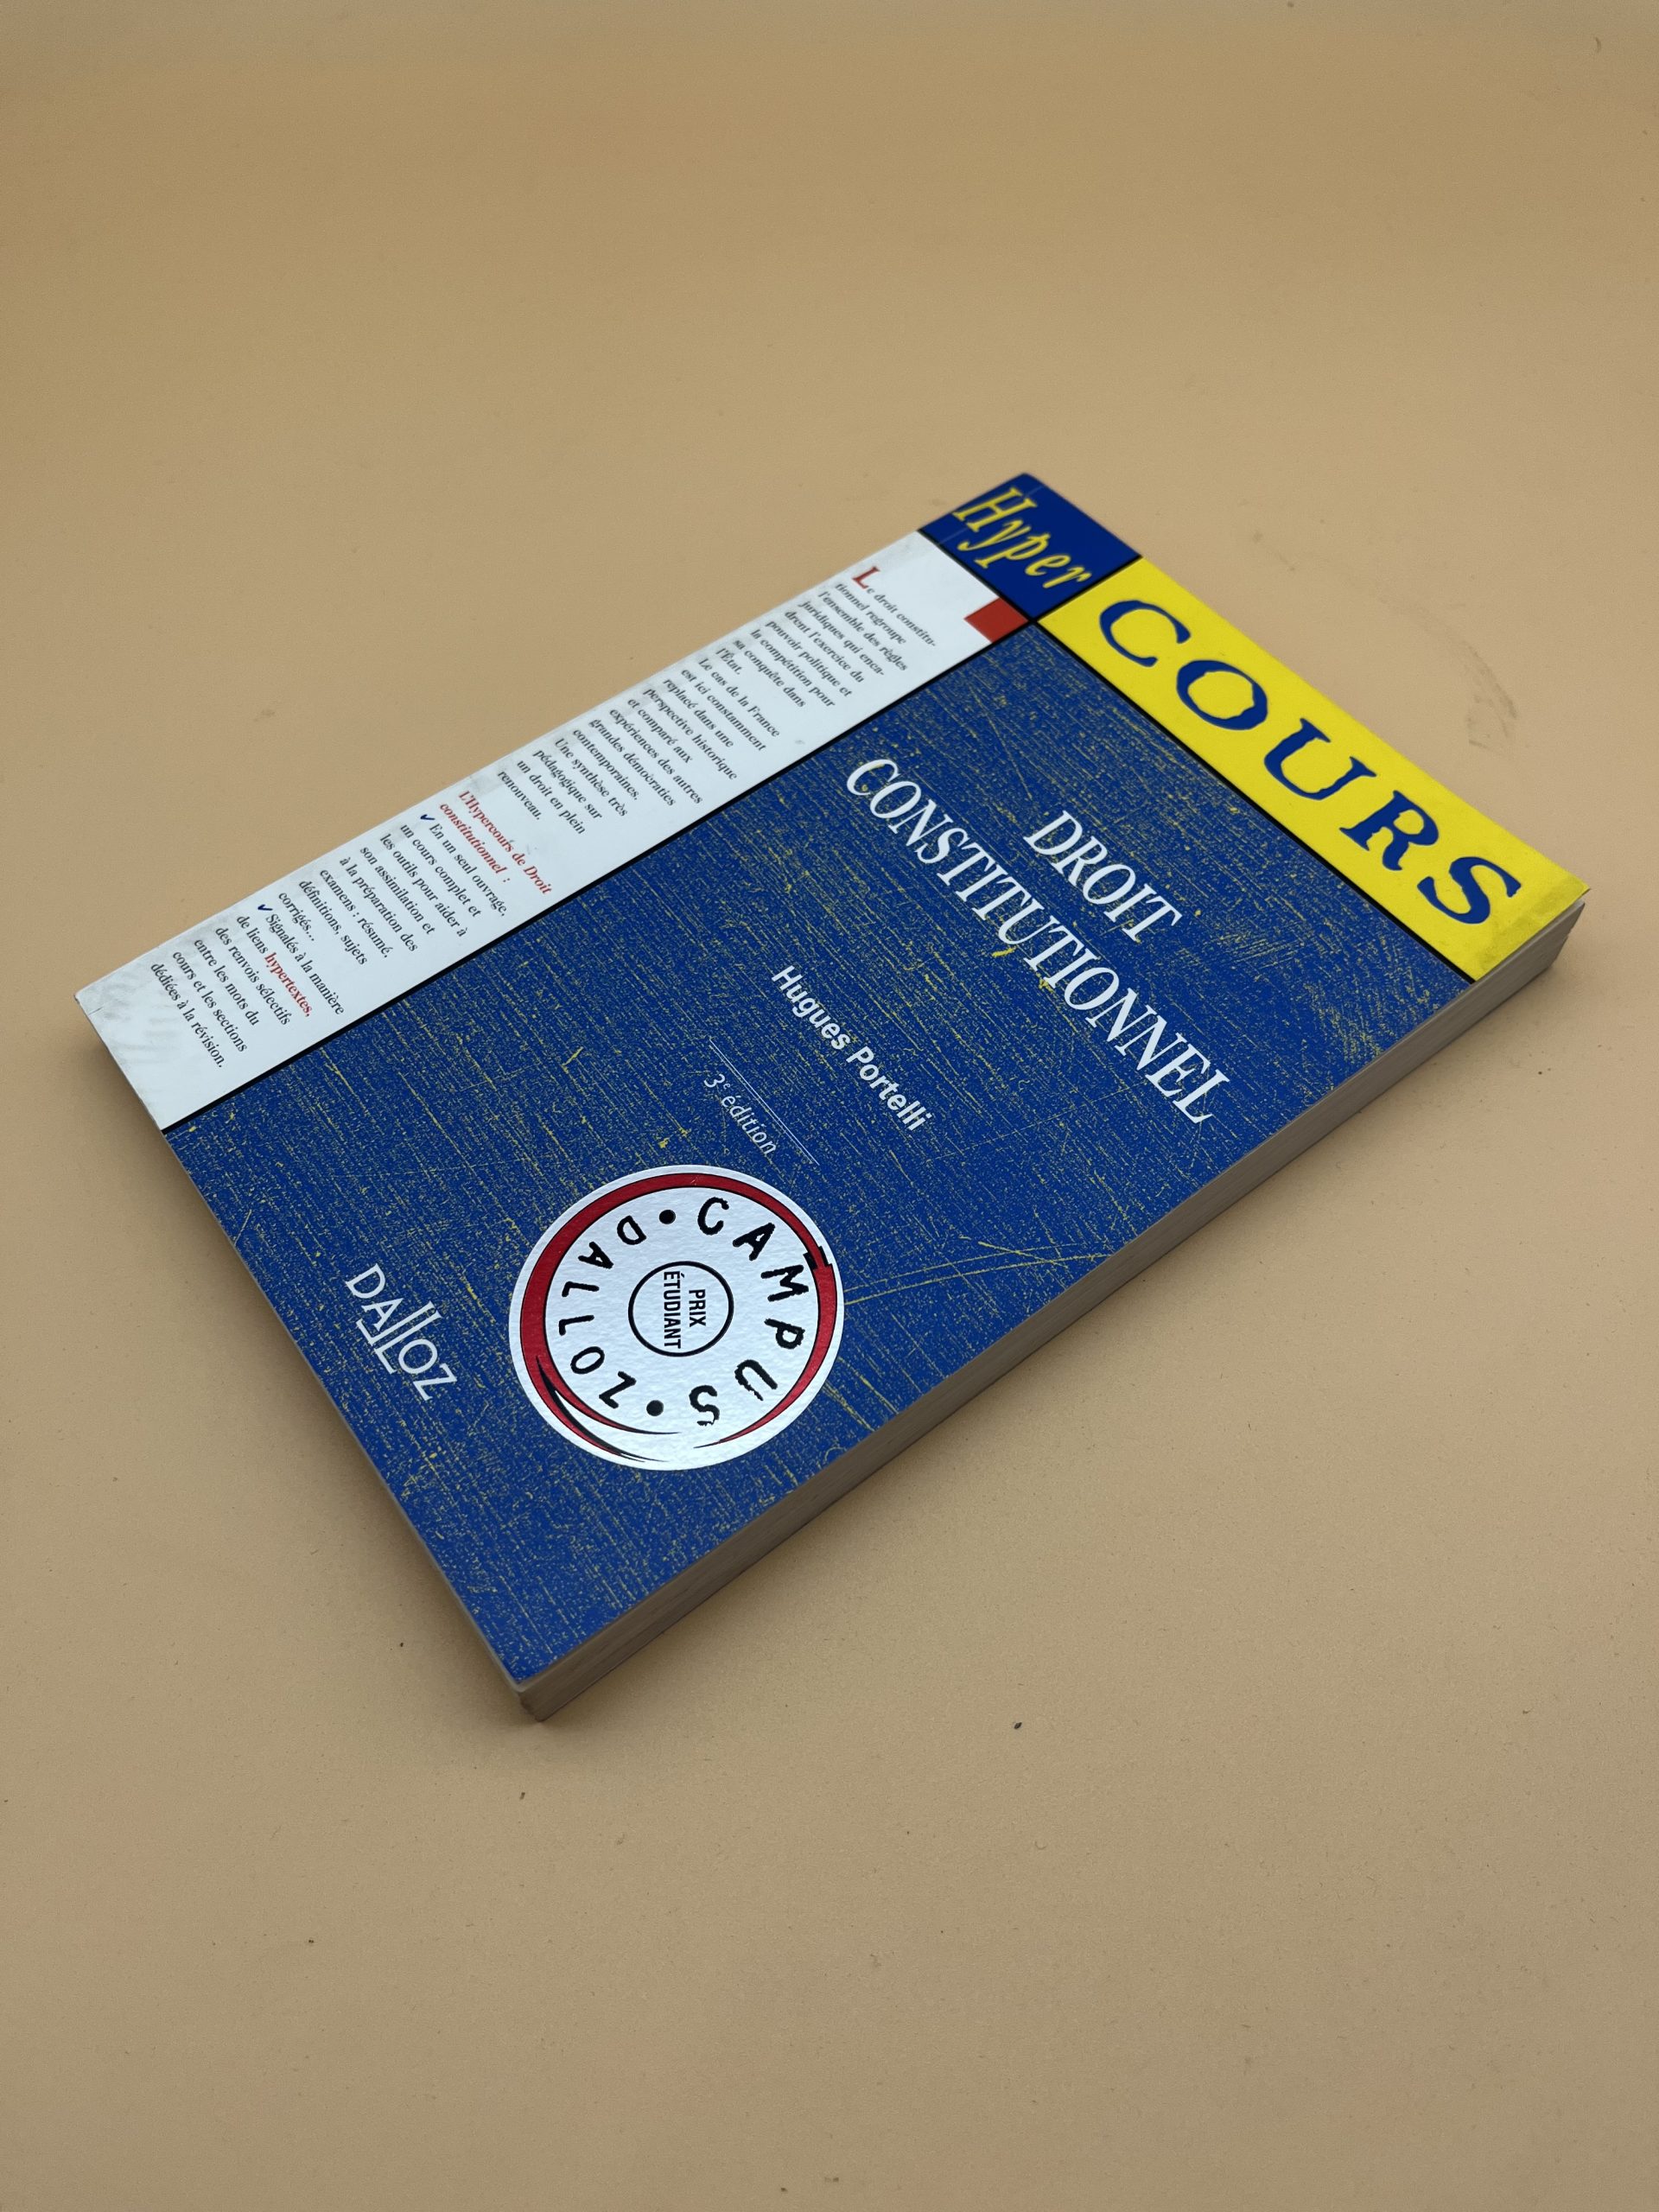 Hyper
COURS
Le droit constitu-
tionnel regroupe
l'ensemble des règles
juridiques qui enca-
drent l'exercice du
pouvoir politique et
la compétition pour
sa conquête dans
l'État.
Le cas de la France
est ici constamment
replacé dans une
perspective historique
et comparé aux
expériences des autres
grandes démocraties
contemporaines.
Une synthèse très
pédagogique sur
un droit en plein
renouveau.
L'Hypercours de Droit
constitutionnel :
✓ En un seul ouvrage,
un cours complet et
les outils pour aider à
son assimilation et
à la préparation des
examens : résumé,
définitions, sujets
corrigés...
✓ Signalés à la manière
de liens hypertextes,
des renvois sélectifs
entre les mots du
cours et les sections
dédiées à la révision.
DROIT
CONSTITUTIONNEL
Hugues Portelli
3e édition
CAMPUS
• DALLOZ •
PRIX
ÉTUDIANT
DALLOZ